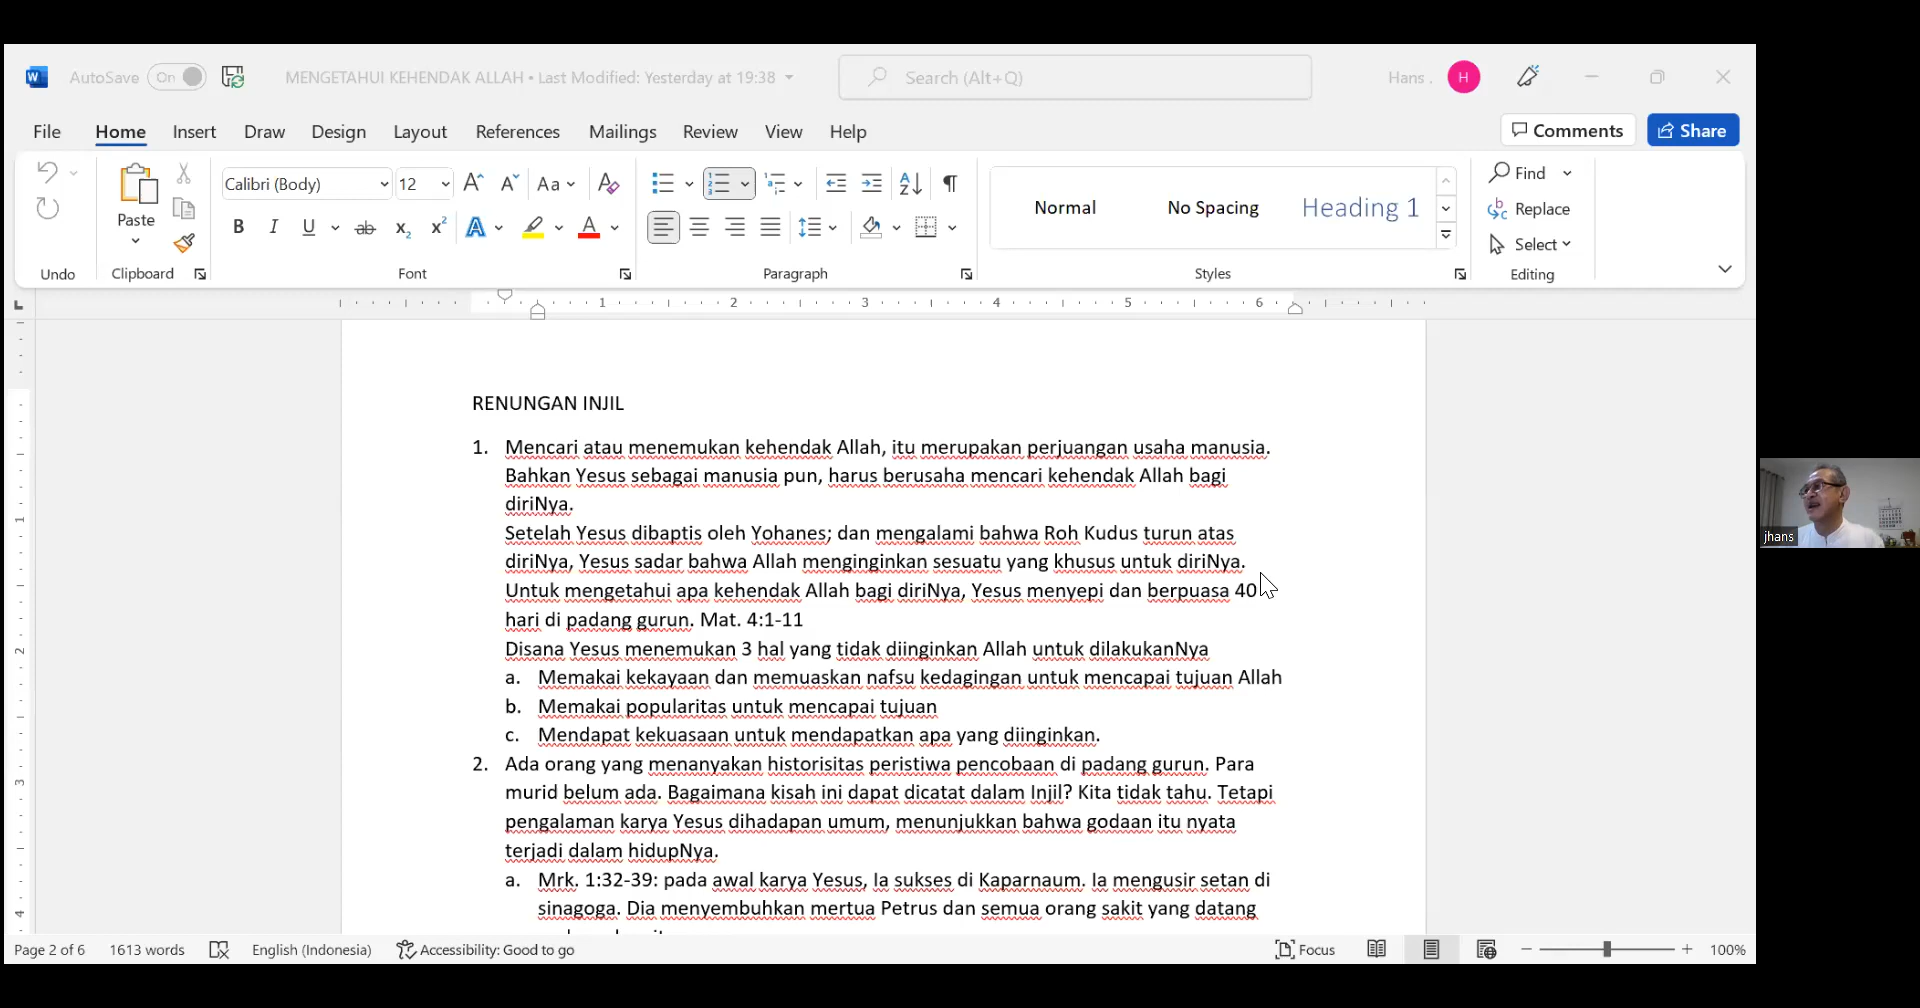 AutoSave On MENGETAHUI KEHENDAK ALLAH • Last Modified: Yesterday at 19:38 Search (Alt+Q) Hans . H
File Home Insert Draw Design Layout References Mailings Review View Help Comments Share
Calibri (Body) 12 Aa
Paste
B I U ab x₂ x² A A
Normal No Spacing Heading 1
Find
Replace
Select
Undo Clipboard Font Paragraph Styles Editing
1 2 3 4 5 6
RENUNGAN INJIL
1. Mencari atau menemukan kehendak Allah, itu merupakan perjuangan usaha manusia.
Bahkan Yesus sebagai manusia pun, harus berusaha mencari kehendak Allah bagi
diriNya.
Setelah Yesus dibaptis oleh Yohanes; dan mengalami bahwa Roh Kudus turun atas
diriNya, Yesus sadar bahwa Allah menginginkan sesuatu yang khusus untuk diriNya.
Untuk mengetahui apa kehendak Allah bagi diriNya, Yesus menyepi dan berpuasa 40
hari di padang gurun. Mat. 4:1-11
Disana Yesus menemukan 3 hal yang tidak diinginkan Allah untuk dilakukanNya
a. Memakai kekayaan dan memuaskan nafsu kedagingan untuk mencapai tujuan Allah
b. Memakai popularitas untuk mencapai tujuan
c. Mendapat kekuasaan untuk mendapatkan apa yang diinginkan.
2. Ada orang yang menanyakan historisitas peristiwa pencobaan di padang gurun. Para
murid belum ada. Bagaimana kisah ini dapat dicatat dalam Injil? Kita tidak tahu. Tetapi
pengalaman karya Yesus dihadapan umum, menunjukkan bahwa godaan itu nyata
terjadi dalam hidupNya.
a. Mrk. 1:32-39: pada awal karya Yesus, Ia sukses di Kaparnaum. Ia mengusir setan di
sinagoga. Dia menyembuhkan mertua Petrus dan semua orang sakit yang datang
jhans
Page 2 of 6 1613 words English (Indonesia) Accessibility: Good to go Focus 100%